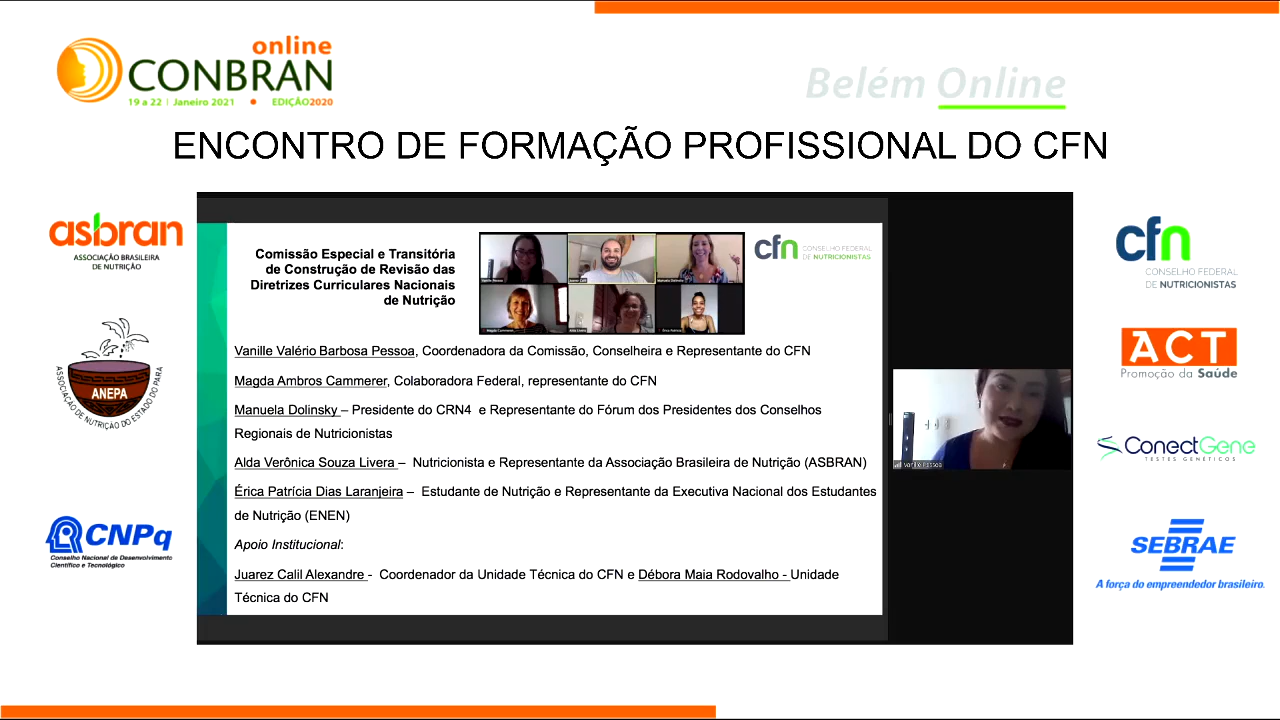 online
CONBRAN
19 a 22 | Janeiro 2021 • EDIÇÃO2020
Belém Online
ENCONTRO DE FORMAÇÃO PROFISSIONAL DO CFN
asbran
ASSOCIAÇÃO BRASILEIRA
DE NUTRIÇÃO
ANEPA
ASSOCIAÇÃO DE NUTRIÇÃO DO ESTADO DO PARÁ
CNPq
Conselho Nacional de Desenvolvimento
Científico e Tecnológico
Comissão Especial e Transitória
de Construção de Revisão das
Diretrizes Curriculares Nacionais
de Nutrição
cfn CONSELHO FEDERAL
DE NUTRICIONISTAS
Vanille Valério Barbosa Pessoa, Coordenadora da Comissão, Conselheira e Representante do CFN
Magda Ambros Cammerer, Colaboradora Federal, representante do CFN
Manuela Dolinsky – Presidente do CRN4 e Representante do Fórum dos Presidentes dos Conselhos
Regionais de Nutricionistas
Alda Verônica Souza Livera – Nutricionista e Representante da Associação Brasileira de Nutrição (ASBRAN)
Érica Patrícia Dias Laranjeira – Estudante de Nutrição e Representante da Executiva Nacional dos Estudantes
de Nutrição (ENEN)
Apoio Institucional:
Juarez Calil Alexandre - Coordenador da Unidade Técnica do CFN e Débora Maia Rodovalho - Unidade
Técnica do CFN
Vanille Pessoa
cfn
CONSELHO FEDERAL
DE NUTRICIONISTAS
ACT
Promoção da Saúde
ConectGene
TESTES GENÉTICOS
SEBRAE
A força do empreendedor brasileiro.